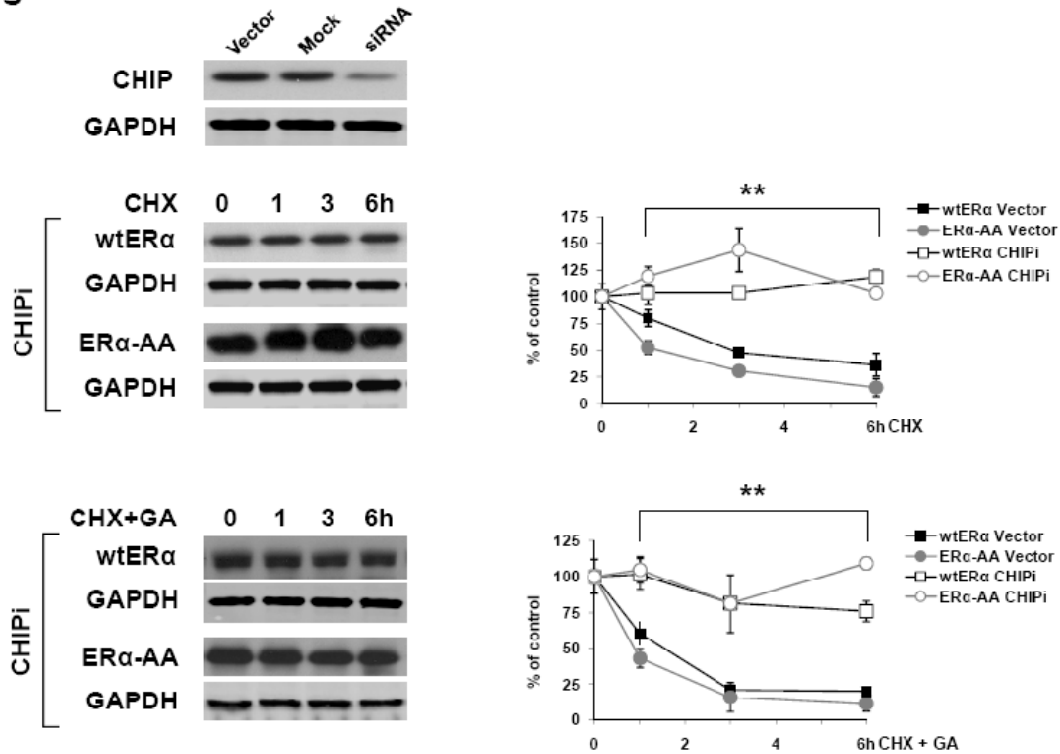 Vector Mock siRNA
CHIP
GAPDH
CHX 0 1 3 6h
CHIPi
wtERα
GAPDH
ERα-AA
GAPDH
**
% of control
175
150
125
100
75
50
25
0
0 2 4 6h CHX
wtERα Vector
ERα-AA Vector
wtERα CHIPi
ERα-AA CHIPi
CHX+GA 0 1 3 6h
CHIPi
wtERα
GAPDH
ERα-AA
GAPDH
**
% of control
125
100
75
50
25
0
0 2 4 6h CHX + GA
wtERα Vector
ERα-AA Vector
wtERα CHIPi
ERα-AA CHIPi